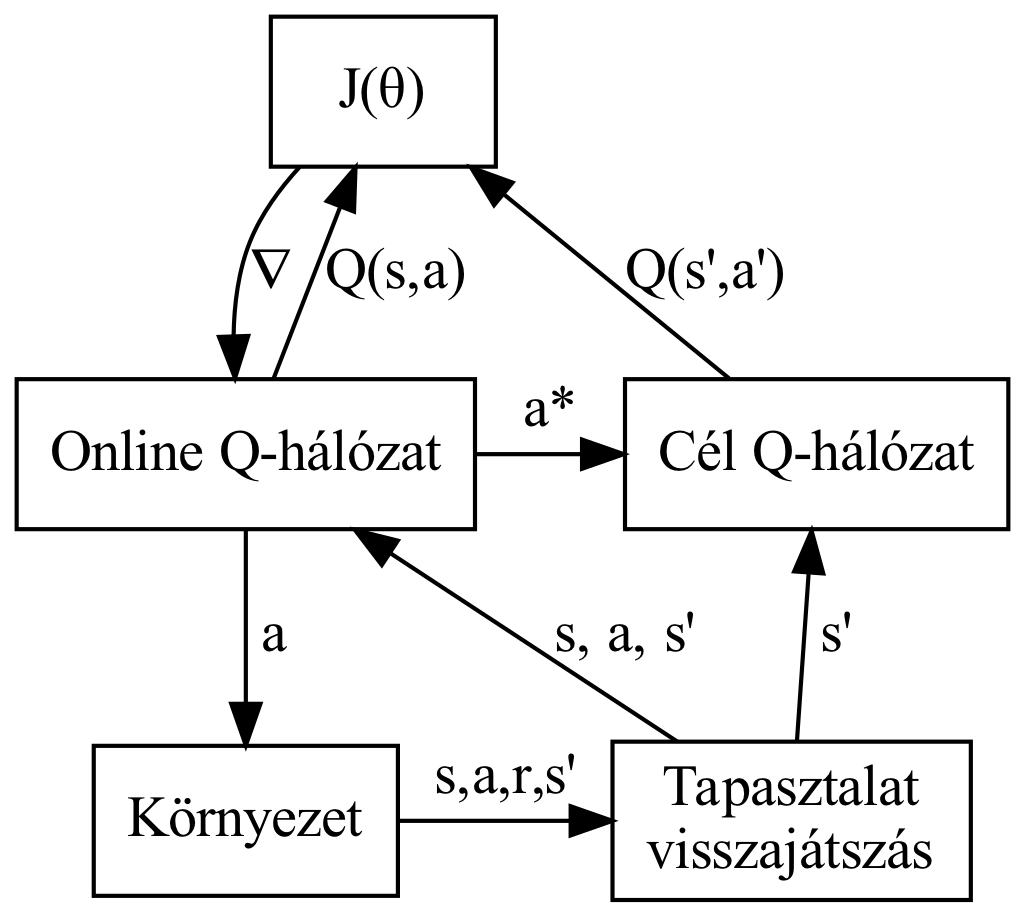 J(θ)
∇
Q(s,a)
Q(s',a')
Online Q-hálózat
a*
Cél Q-hálózat
a
s, a, s'
s'
Környezet
s,a,r,s'
Tapasztalat
visszajátszás